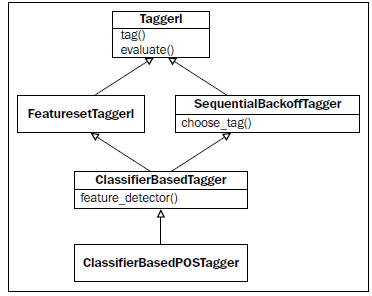 TaggerI
tag()
evaluate()
FeaturesetTaggerI
SequentialBackoffTagger
choose_tag()
ClassifierBasedTagger
feature_detector()
ClassifierBasedPOSTagger